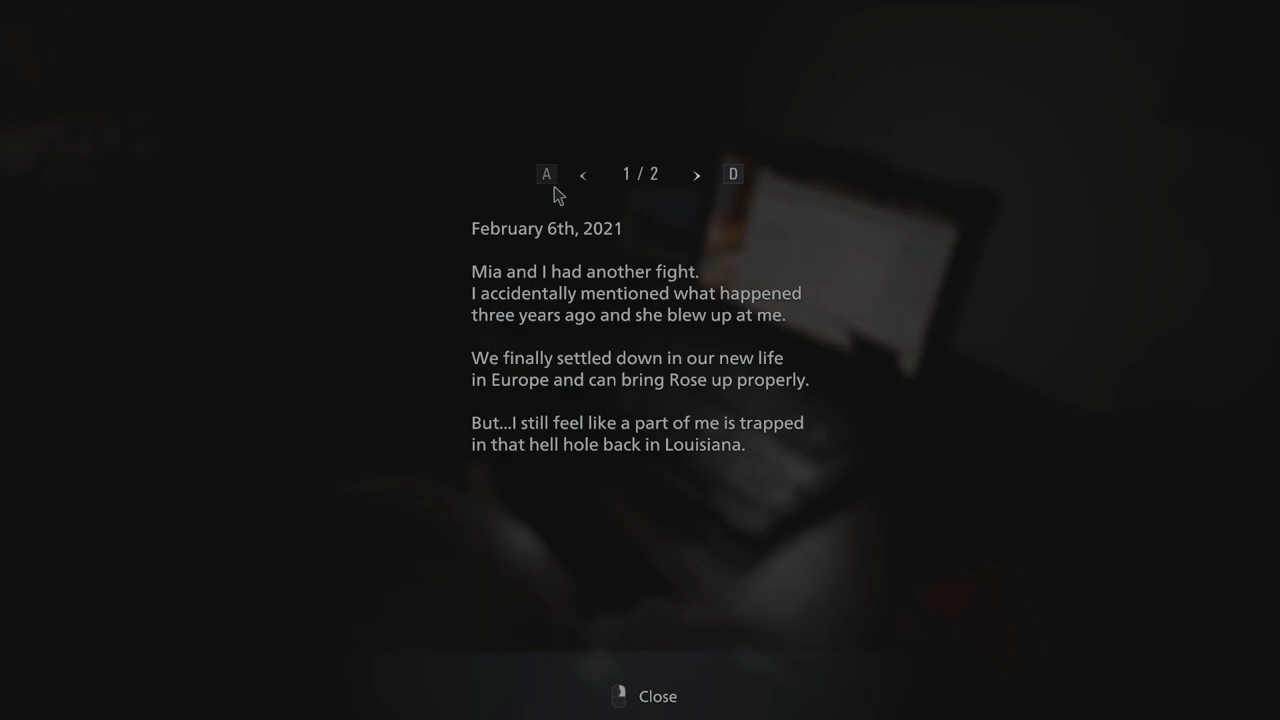 A < 1 / 2 > D
February 6th, 2021
Mia and I had another fight.
I accidentally mentioned what happened
three years ago and she blew up at me.
We finally settled down in our new life
in Europe and can bring Rose up properly.
But...I still feel like a part of me is trapped
in that hell hole back in Louisiana.
Close